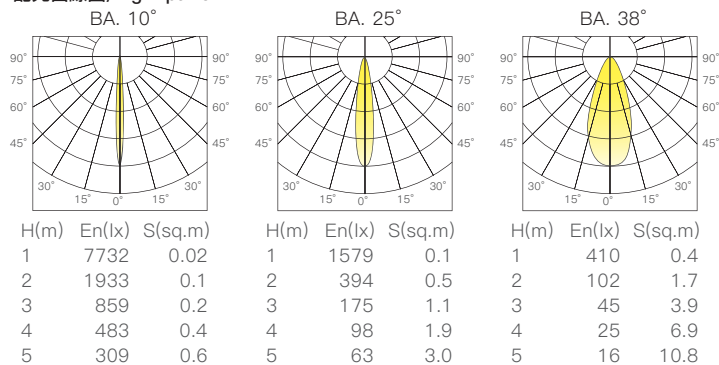 BA. 10°
90° 90°
75° 75°
60° 60°
45° 45°
30° 30°
15° 0° 15°
H(m) En(lx) S(sq.m)
1 7732 0.02
2 1933 0.1
3 859 0.2
4 483 0.4
5 309 0.6
BA. 25°
90° 90°
75° 75°
60° 60°
45° 45°
30° 30°
15° 0° 15°
H(m) En(lx) S(sq.m)
1 1579 0.1
2 394 0.5
3 175 1.1
4 98 1.9
5 63 3.0
BA. 38°
90° 90°
75° 75°
60° 60°
45° 45°
30° 30°
15° 0° 15°
H(m) En(lx) S(sq.m)
1 410 0.4
2 102 1.7
3 45 3.9
4 25 6.9
5 16 10.8